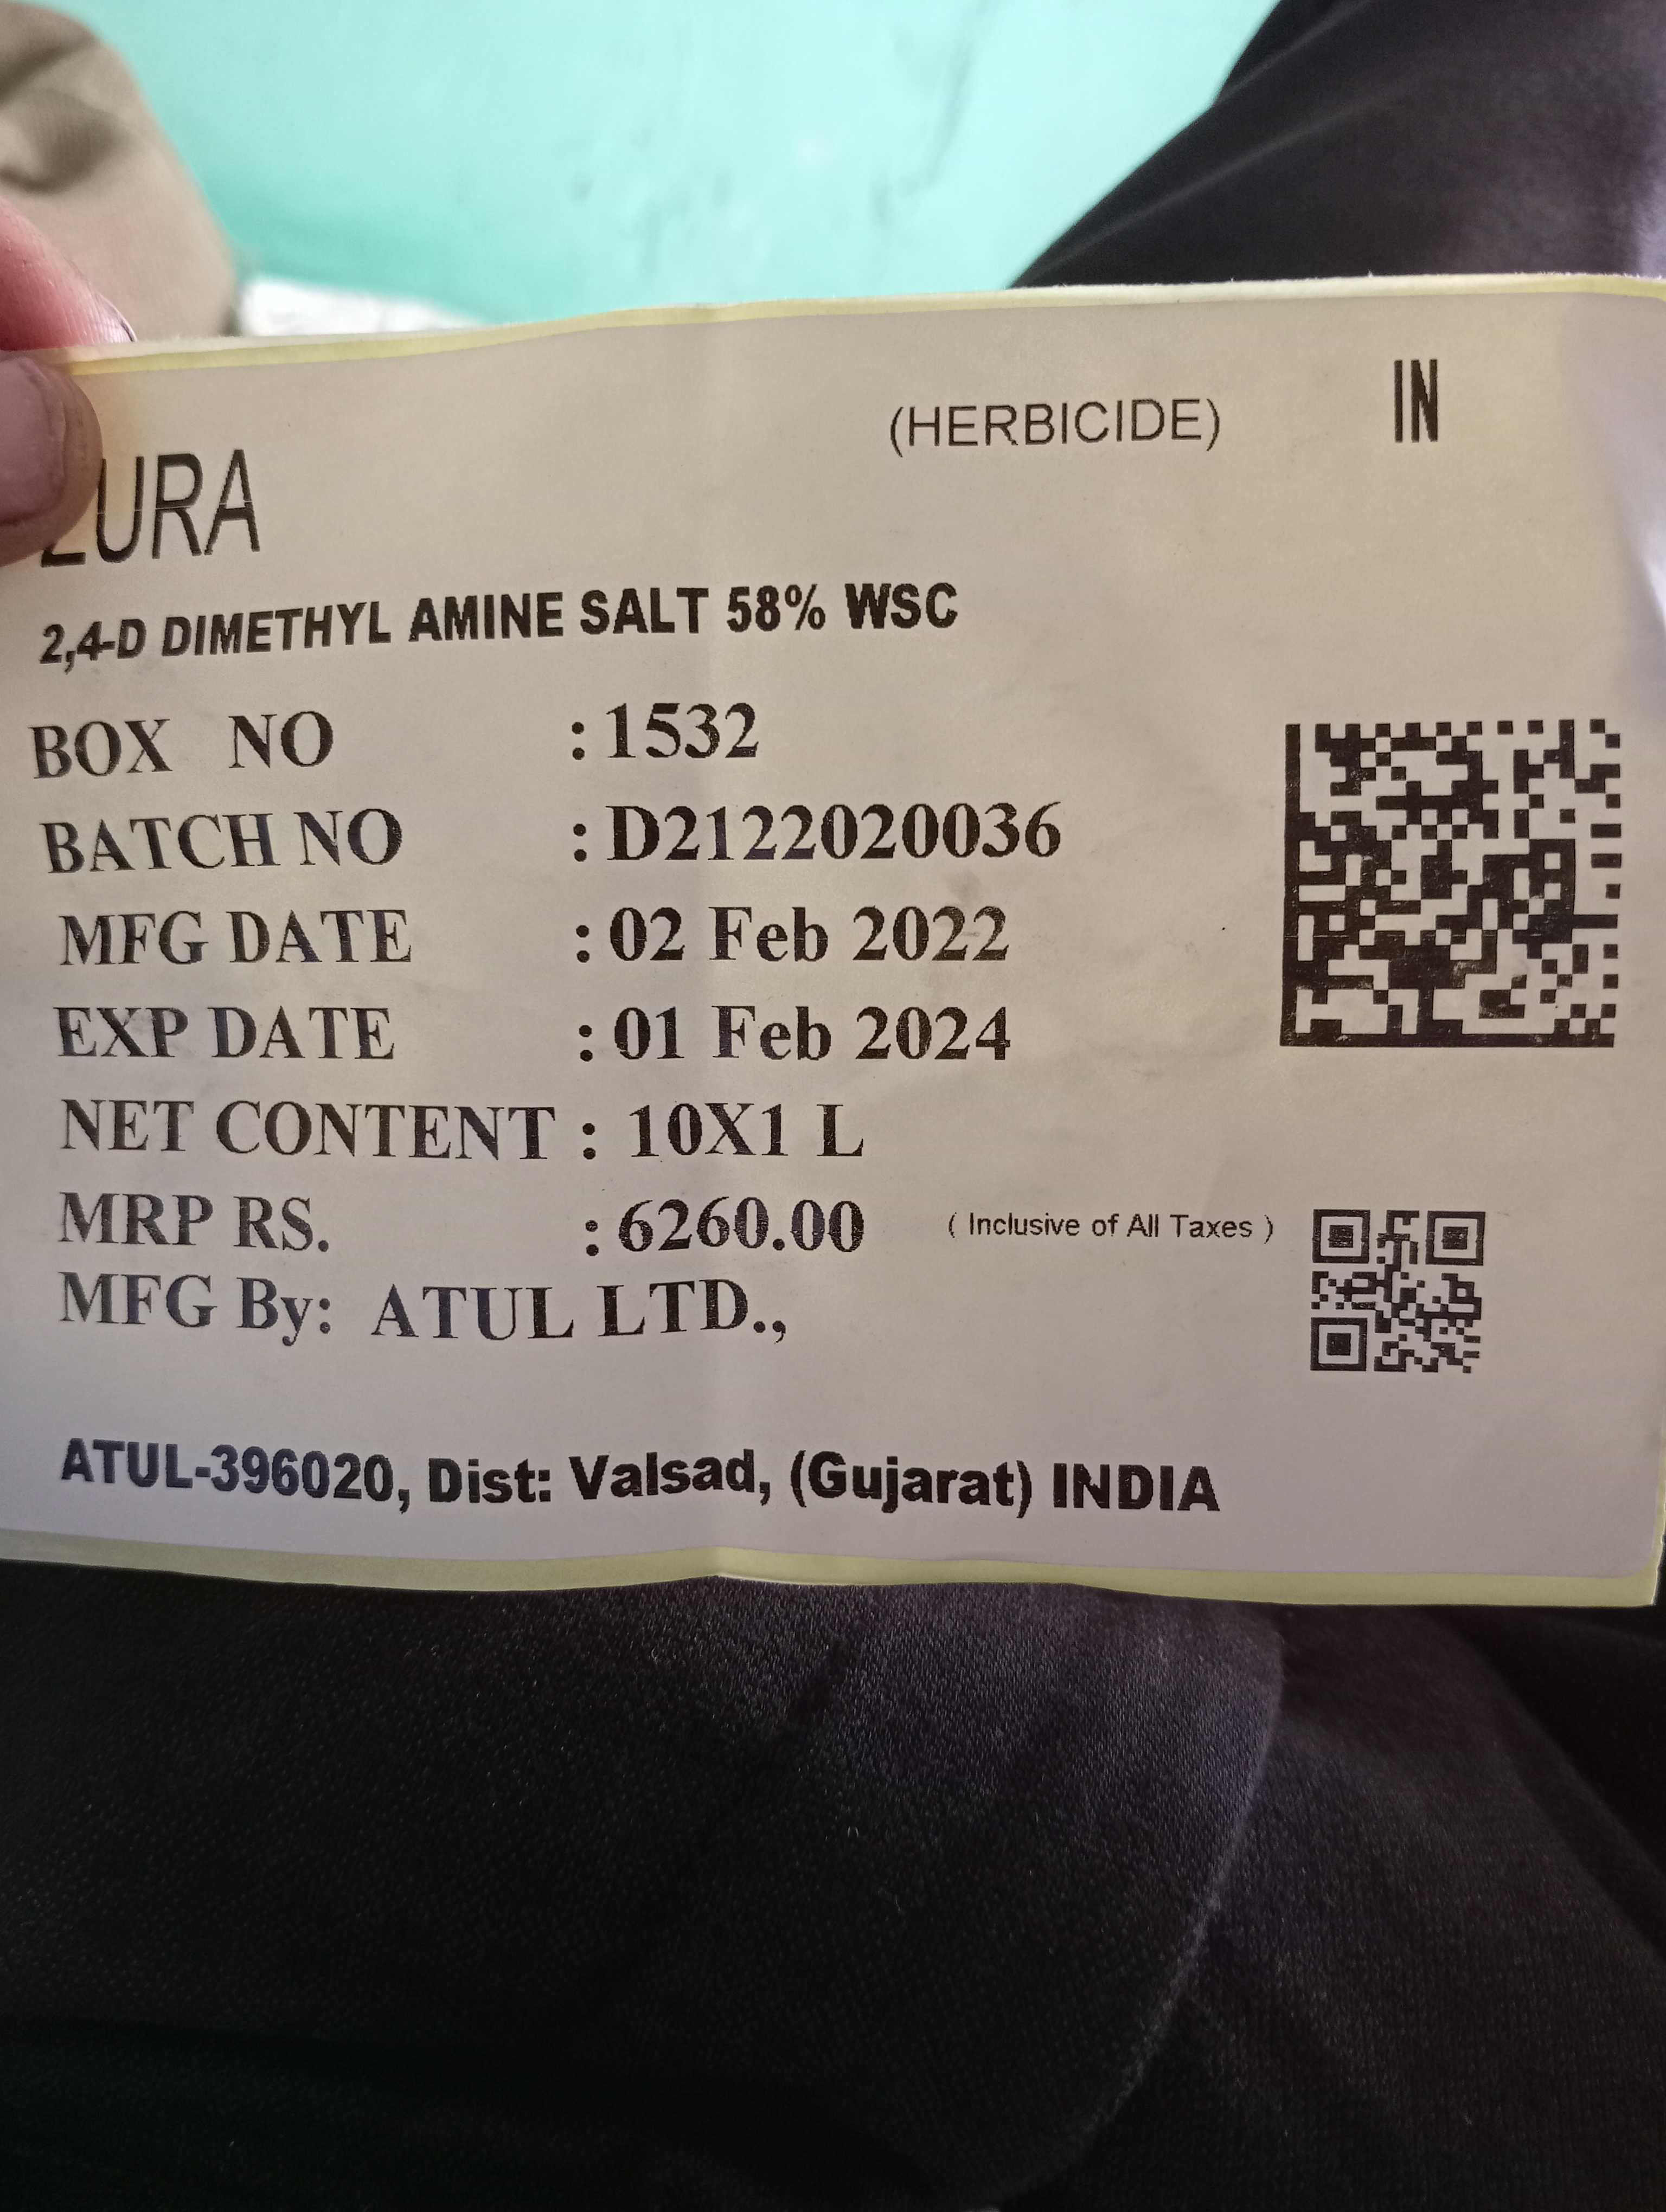 (HERBICIDE) IN
ZURA
2,4-D DIMETHYL AMINE SALT 58% WSC
BOX NO : 1532
BATCH NO : D2122020036
MFG DATE : 02 Feb 2022
EXP DATE : 01 Feb 2024
NET CONTENT : 10X1 L
MRP RS. : 6260.00 ( Inclusive of All Taxes )
MFG By: ATUL LTD.,
ATUL-396020, Dist: Valsad, (Gujarat) INDIA